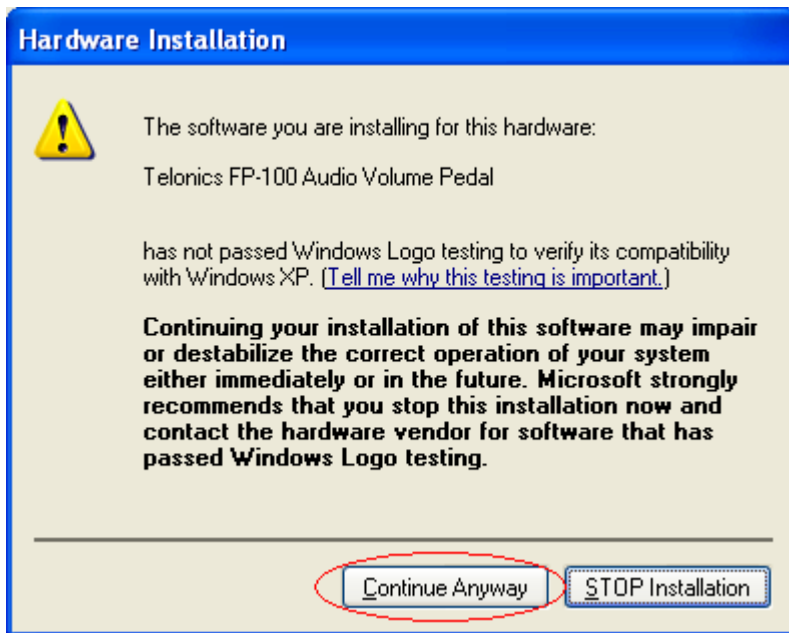 Hardware Installation
The software you are installing for this hardware:
Telonics FP-100 Audio Volume Pedal
has not passed Windows Logo testing to verify its compatibility
with Windows XP. (Tell me why this testing is important.)
Continuing your installation of this software may impair
or destabilize the correct operation of your system
either immediately or in the future. Microsoft strongly
recommends that you stop this installation now and
contact the hardware vendor for software that has
passed Windows Logo testing.
Continue Anyway
STOP Installation